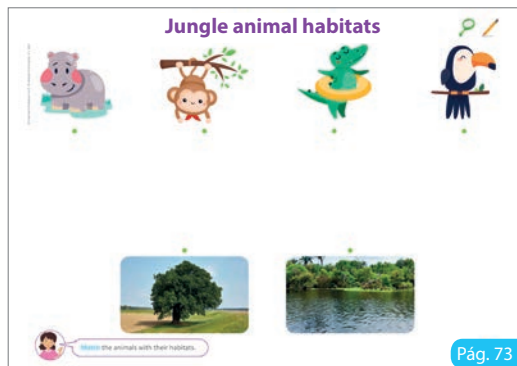 Jungle animal habitats
Match the animals with their habitats.
Pág. 73